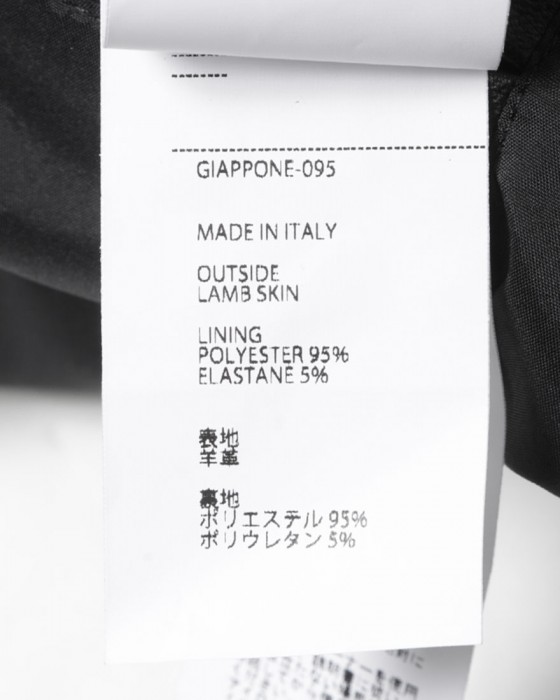 GIAPPONE-095
MADE IN ITALY
OUTSIDE
LAMB SKIN
LINING
POLYESTER 95%
ELASTANE 5%
表地
羊革
裏地
ポリエステル 95%
ポリウレタン 5%